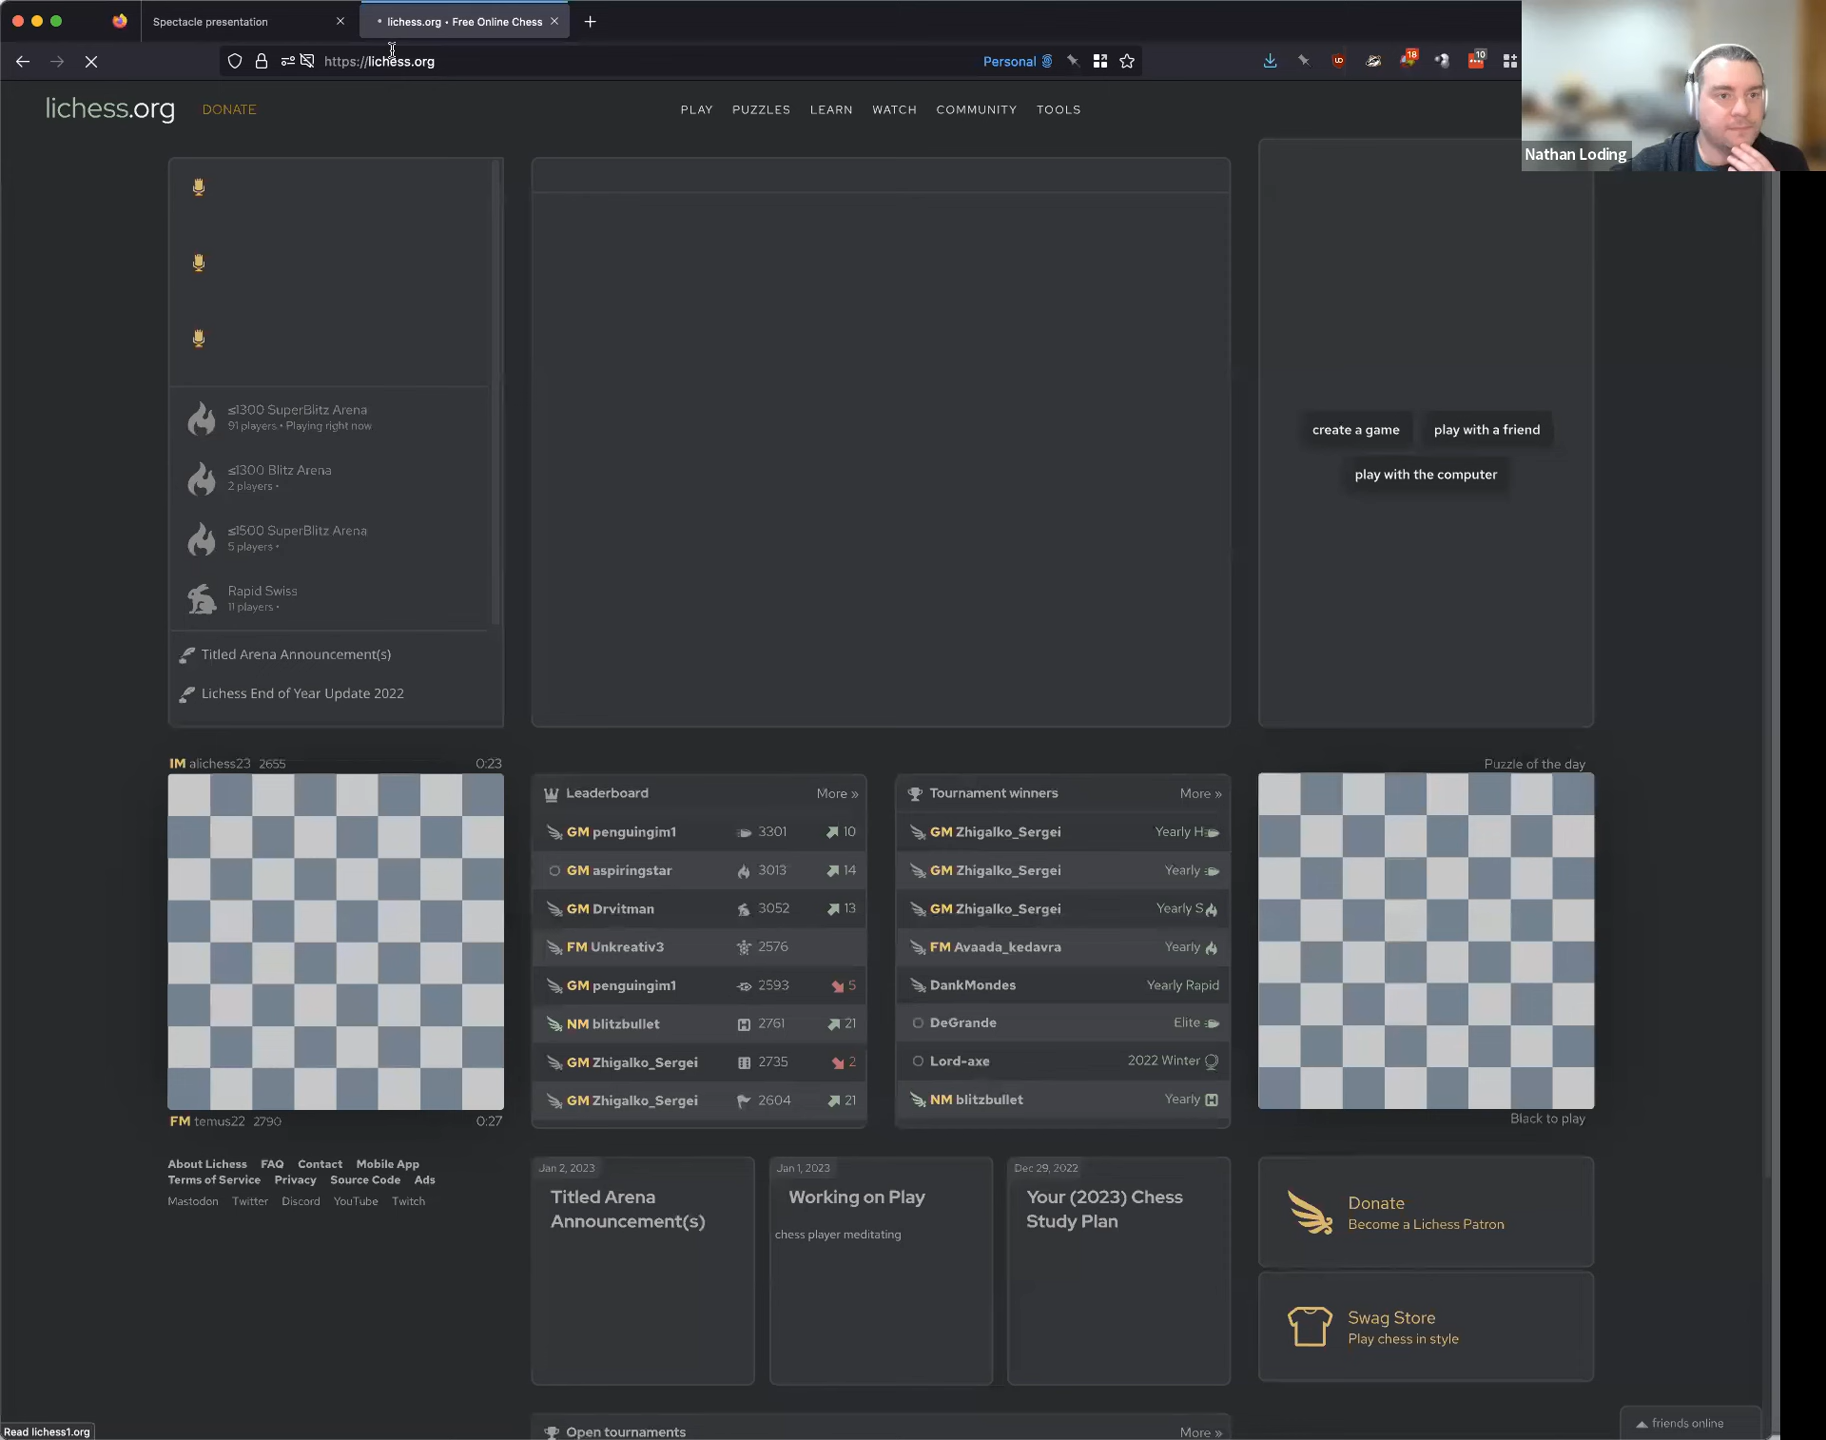 Spectacle presentation
lichess.org • Free Online Chess
https://lichess.org
Personal
18
10
Nathan Loding
lichess.org
DONATE
PLAY
PUZZLES
LEARN
WATCH
COMMUNITY
TOOLS
≤1300 SuperBlitz Arena
91 players • Playing right now
≤1300 Blitz Arena
2 players •
≤1500 SuperBlitz Arena
5 players •
Rapid Swiss
11 players •
Titled Arena Announcement(s)
Lichess End of Year Update 2022
create a game
play with a friend
play with the computer
IM alichess23 2655 0:23
FM temus22 2790 0:27
Leaderboard More »
GM penguingim1 3301 10
GM aspiringstar 3013 14
GM Drvitman 3052 13
FM Unkreativ3 2576
GM penguingim1 2593 5
NM blitzbullet 2761 21
GM Zhigalko_Sergei 2735 2
GM Zhigalko_Sergei 2604 21
Tournament winners More »
GM Zhigalko_Sergei Yearly H
GM Zhigalko_Sergei Yearly
GM Zhigalko_Sergei Yearly S
FM Avaada_kedavra Yearly
DankMondes Yearly Rapid
DeGrande Elite
Lord-axe 2022 Winter
NM blitzbullet Yearly
Puzzle of the day
Black to play
About Lichess FAQ Contact Mobile App
Terms of Service Privacy Source Code Ads
Mastodon Twitter Discord YouTube Twitch
Jan 2, 2023
Titled Arena
Announcement(s)
Jan 1, 2023
Working on Play
chess player meditating
Dec 29, 2022
Your (2023) Chess
Study Plan
Donate
Become a Lichess Patron
Swag Store
Play chess in style
Open tournaments More »
friends online
Read lichess1.org